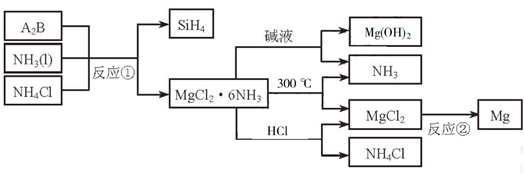 A2B
NH3(l)
NH4Cl
反应①
SiH4
MgCl2·6NH3
碱液
Mg(OH)2
NH3
300 ℃
MgCl2
HCl
NH4Cl
反应②
Mg